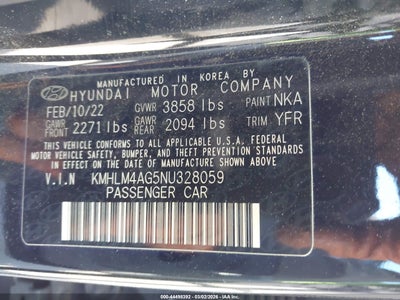 MANUFACTURED IN KOREA BY
HYUNDAI MOTOR COMPANY
FEB/10/22 GVWR 3858 lbs PAINT NKA
GAWR FRONT 2271 lbs GAWR REAR 2094 lbs TRIM YFR
THIS VEHICLE CONFORMS TO ALL APPLICABLE U.S.A. FEDERAL
MOTOR VEHICLE SAFETY, BUMPER, AND THEFT PREVENTION
STANDARDS IN EFFECT ON THE DATE OF MANUFACTURE
SHOWN ABOVE.
V.I.N KMHLM4AG5NU328059
PASSENGER CAR
000-44498392 - 03/02/2026 - IAA Inc.